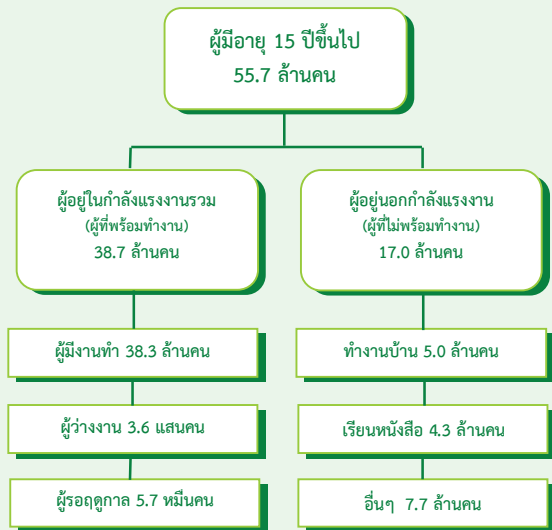 ผู้มีอายุ 15 ปีขึ้นไป
55.7 ล้านคน
ผู้อยู่ในกำลังแรงงานรวม
(ผู้ที่พร้อมทำงาน)
38.7 ล้านคน
ผู้อยู่นอกกำลังแรงงาน
(ผู้ที่ไม่พร้อมทำงาน)
17.0 ล้านคน
ผู้มีงานทำ 38.3 ล้านคน
ทำงานบ้าน 5.0 ล้านคน
ผู้ว่างงาน 3.6 แสนคน
เรียนหนังสือ 4.3 ล้านคน
ผู้รอฤดูกาล 5.7 หมื่นคน
อื่นๆ 7.7 ล้านคน